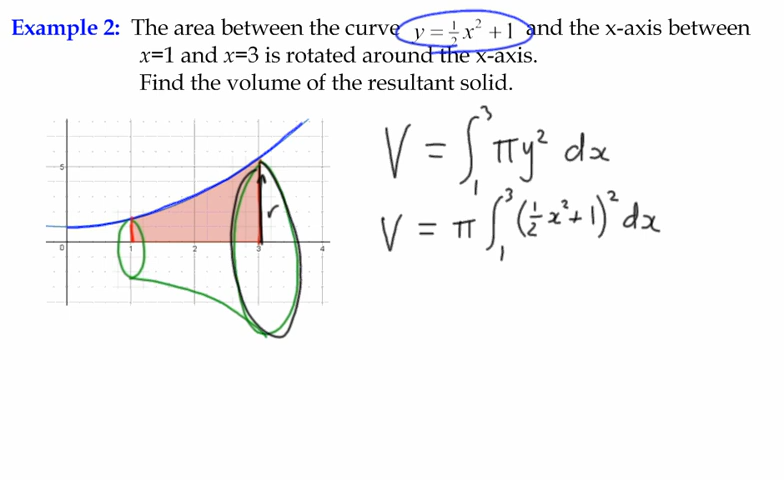 Example 2: The area between the curve y = ½x² + 1 and the x-axis between
x=1 and x=3 is rotated around the x-axis.
Find the volume of the resultant solid.
V = ∫₁³ πy² dx
V = π ∫₁³ (½x² + 1)² dx
5
r
0 1 2 3 4